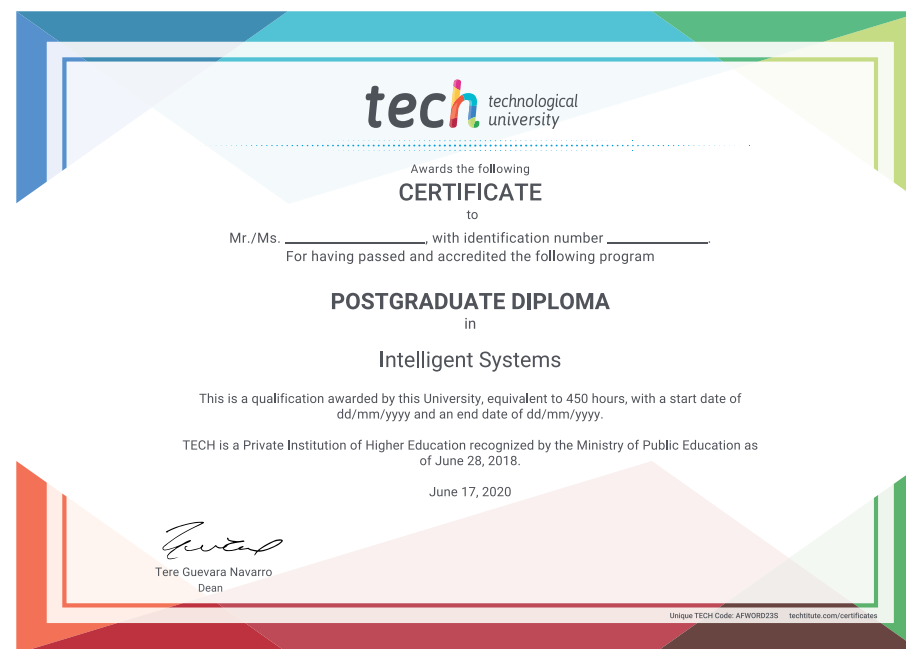 tech technological
university
Awards the following
CERTIFICATE
to
Mr./Ms. ____________________, with identification number ______________.
For having passed and accredited the following program
POSTGRADUATE DIPLOMA
in
Intelligent Systems
This is a qualification awarded by this University, equivalent to 450 hours, with a start date of
dd/mm/yyyy and an end date of dd/mm/yyyy.
TECH is a Private Institution of Higher Education recognized by the Ministry of Public Education as
of June 28, 2018.
June 17, 2020
Tere Guevara Navarro
Dean
Unique TECH Code: AFWORD23S techtitute.com/certificates